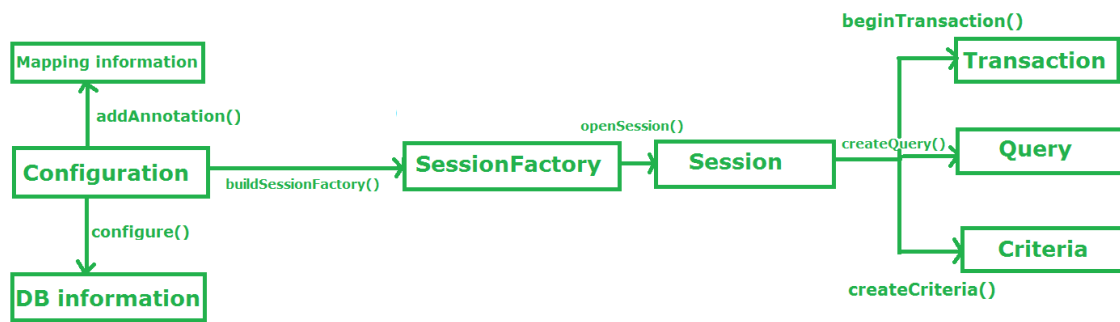 beginTransaction()
Mapping information
Transaction
addAnnotation()
openSession()
createQuery()
Query
Configuration
SessionFactory
Session
buildSessionFactory()
configure()
Criteria
DB information
createCriteria()